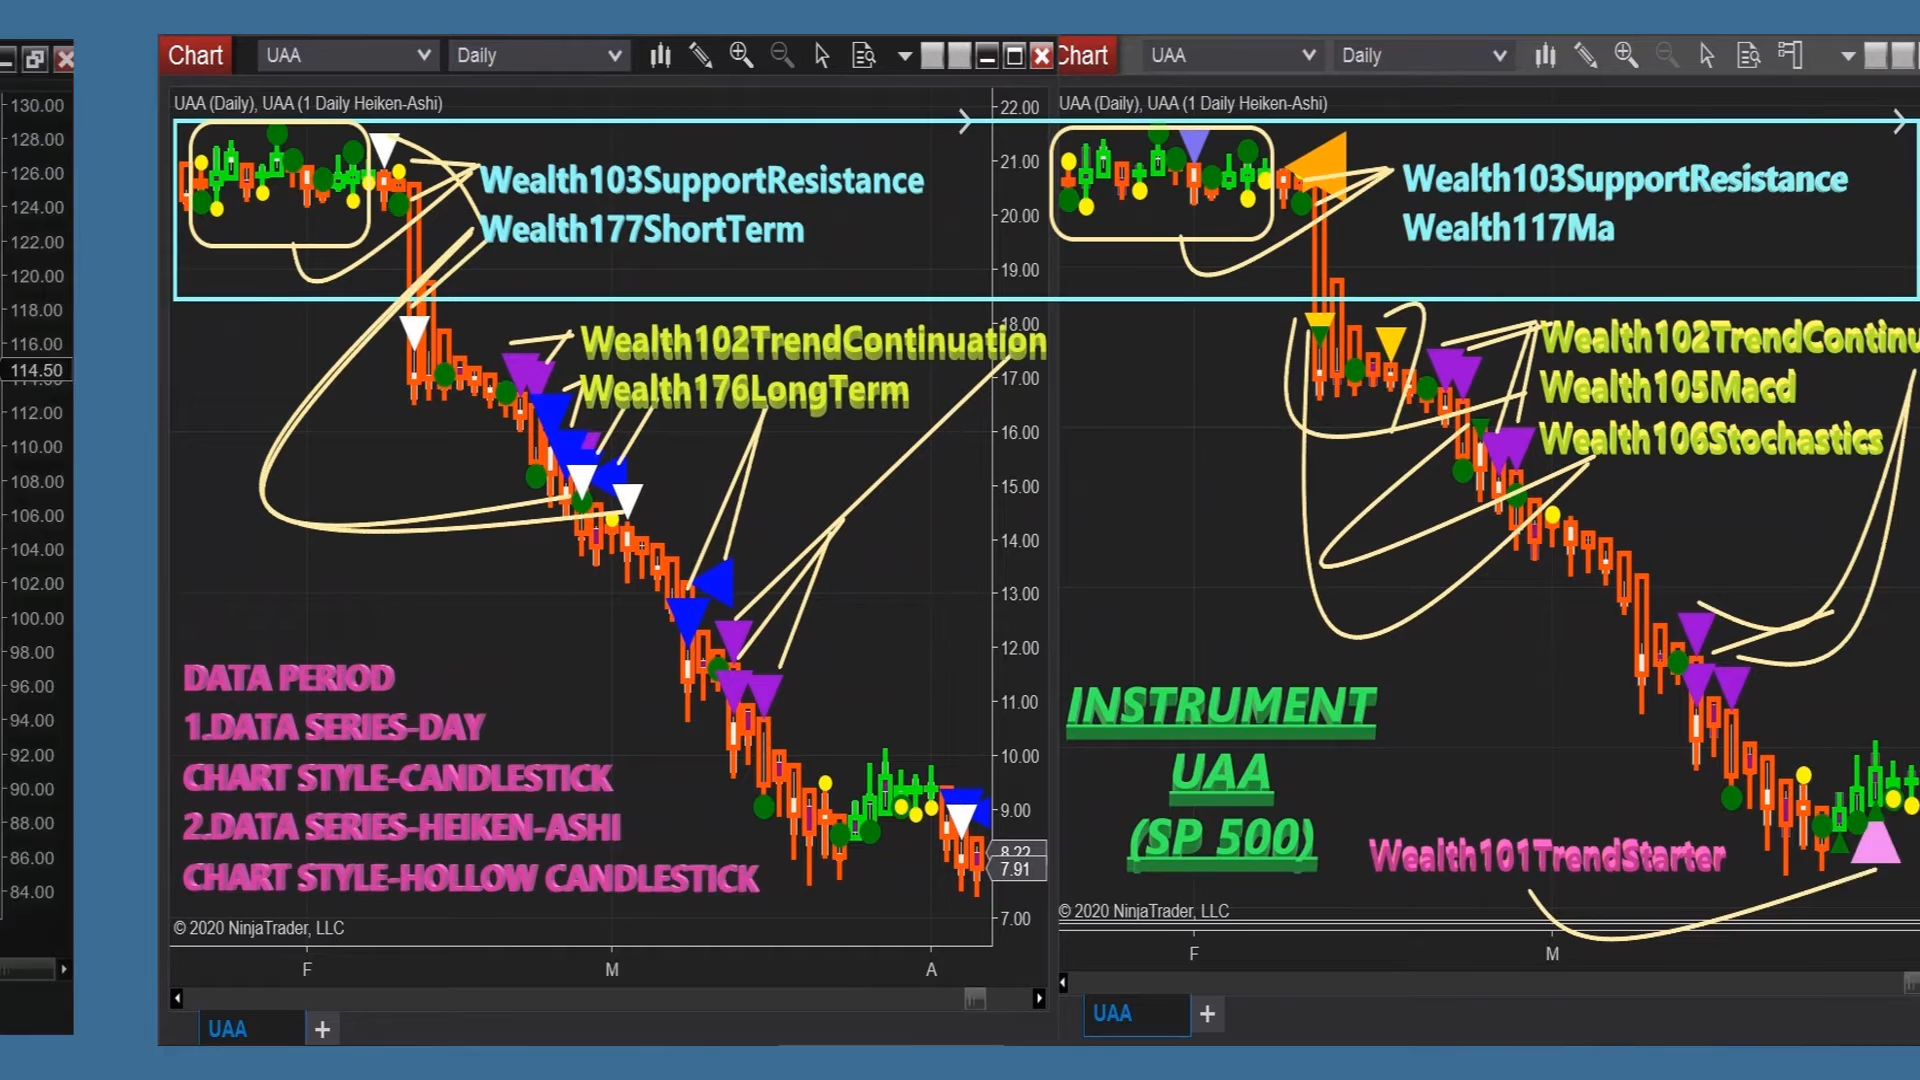 130.00
128.00
126.00
124.00
122.00
120.00
118.00
116.00
114.50
112.00
110.00
108.00
106.00
104.00
102.00
100.00
98.00
96.00
94.00
92.00
90.00
88.00
86.00
84.00
Chart UAA Daily
UAA (Daily), UAA (1 Daily Heiken-Ashi)
Wealth103SupportResistance
Wealth177ShortTerm
Wealth102TrendContinuation
Wealth176LongTerm
DATA PERIOD
1.DATA SERIES-DAY
CHART STYLE-CANDLESTICK
2.DATA SERIES-HEIKEN-ASHI
CHART STYLE-HOLLOW CANDLESTICK
© 2020 NinjaTrader, LLC
22.00
21.00
20.00
19.00
18.00
17.00
16.00
15.00
14.00
13.00
12.00
11.00
10.00
9.00
8.22
7.91
7.00
F M A
UAA +
Chart UAA Daily
UAA (Daily), UAA (1 Daily Heiken-Ashi)
Wealth103SupportResistance
Wealth117Ma
Wealth102TrendContinu
Wealth105Macd
Wealth106Stochastics
INSTRUMENT
UAA
(SP 500)
Wealth101TrendStarter
© 2020 NinjaTrader, LLC
F M
UAA +